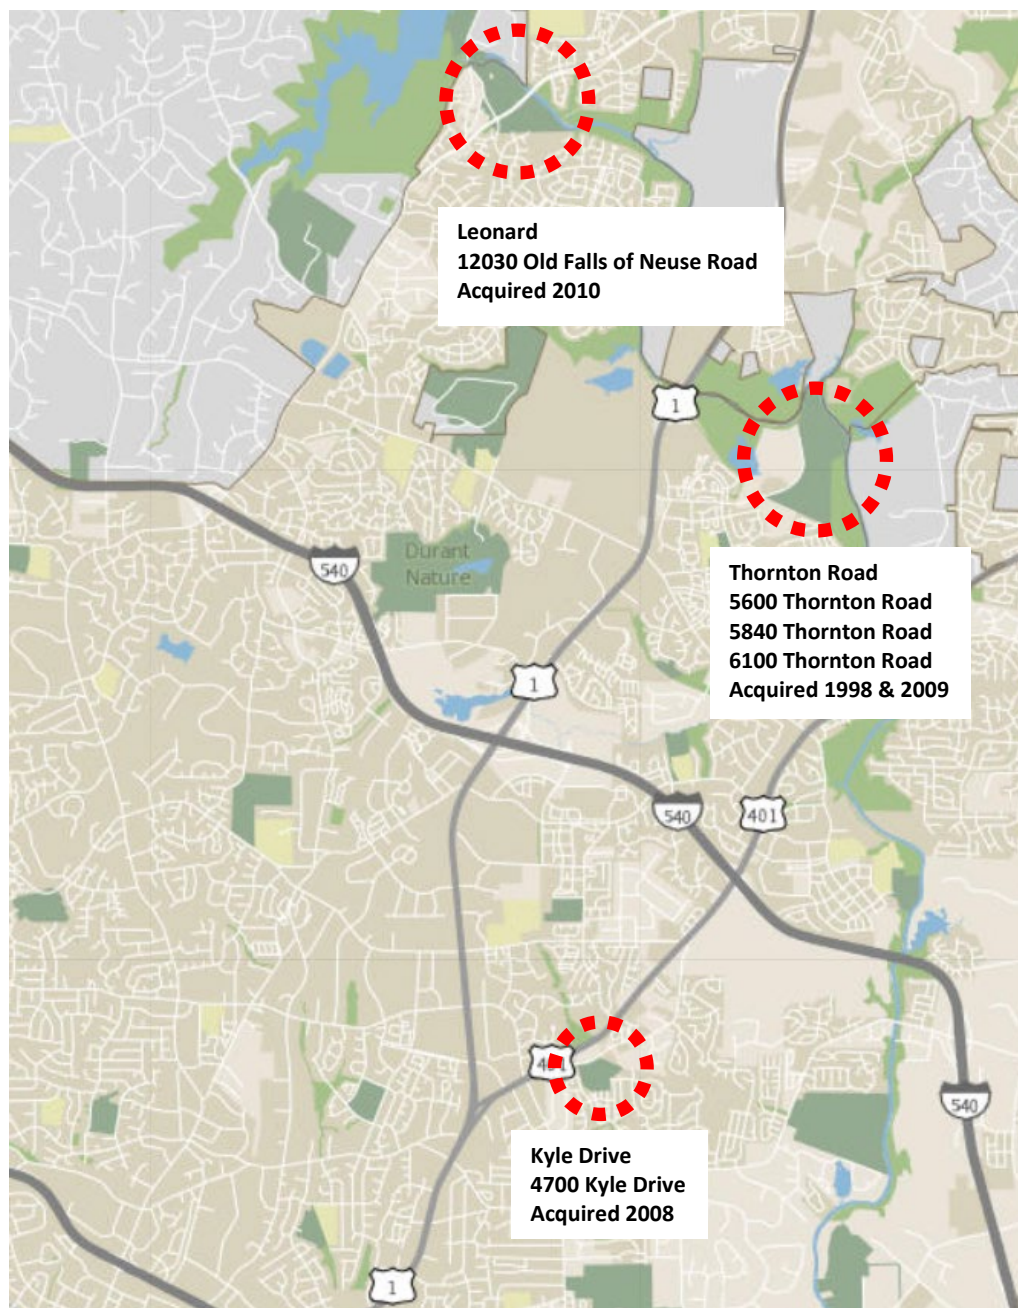 Leonard
12030 Old Falls of Neuse Road
Acquired 2010
1
Thornton Road
5600 Thornton Road
5840 Thornton Road
6100 Thornton Road
Acquired 1998 & 2009
Durant
Nature
540
1
540
401
401
540
Kyle Drive
4700 Kyle Drive
Acquired 2008
1